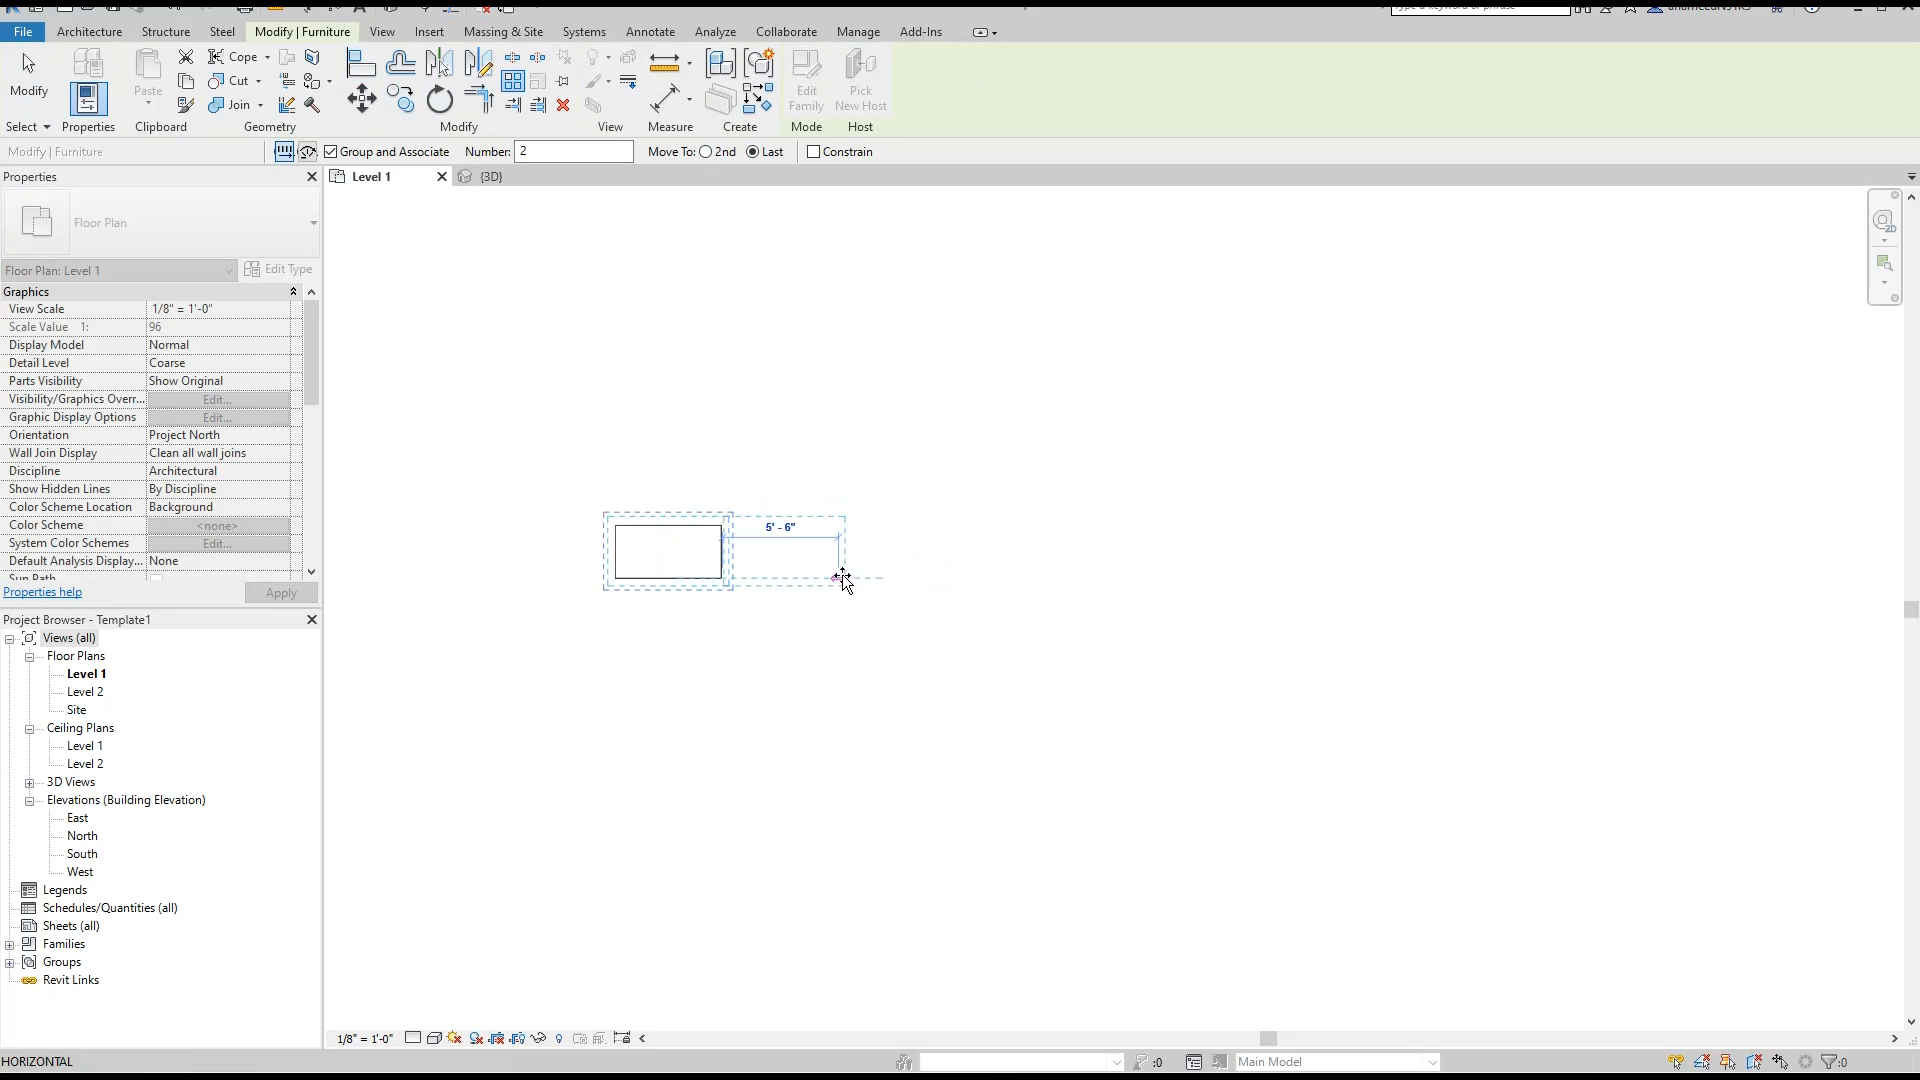 File Architecture Structure Steel Modify | Furniture View Insert Massing & Site Systems Annotate Analyze Collaborate Manage Add-Ins
Cope
Cut
Join
Modify
Paste
Edit Family
Pick New Host
Select Properties Clipboard Geometry Modify View Measure Create Mode Host
Modify | Furniture Group and Associate Number: 2 Move To: 2nd Last Constrain
Properties
Level 1
{3D}
2D
Floor Plan
Floor Plan: Level 1 Edit Type
Graphics
View Scale 1/8" = 1'-0"
Scale Value 1: 96
Display Model Normal
Detail Level Coarse
Parts Visibility Show Original
Visibility/Graphics Overr... Edit...
Graphic Display Options Edit...
Orientation Project North
Wall Join Display Clean all wall joins
Discipline Architectural
Show Hidden Lines By Discipline
Color Scheme Location Background
Color Scheme <none>
System Color Schemes Edit...
Default Analysis Display... None
Sun Path
Properties help Apply
5' - 6"
Project Browser - Template1
Views (all)
Floor Plans
Level 1
Level 2
Site
Ceiling Plans
Level 1
Level 2
3D Views
Elevations (Building Elevation)
East
North
South
West
Legends
Schedules/Quantities (all)
Sheets (all)
Families
Groups
Revit Links
1/8" = 1'-0"
HORIZONTAL :0 Main Model :0